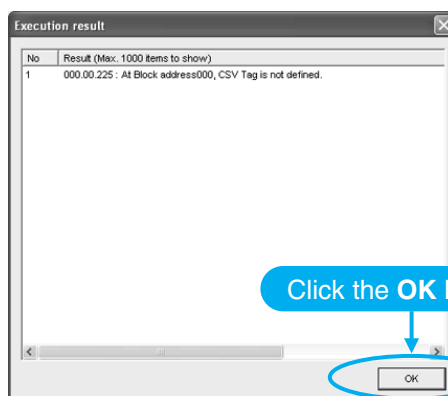 Execution result
No Result (Max. 1000 items to show)
1 000.00.225 : At Block address000, CSV Tag is not defined.
Click the OK
OK